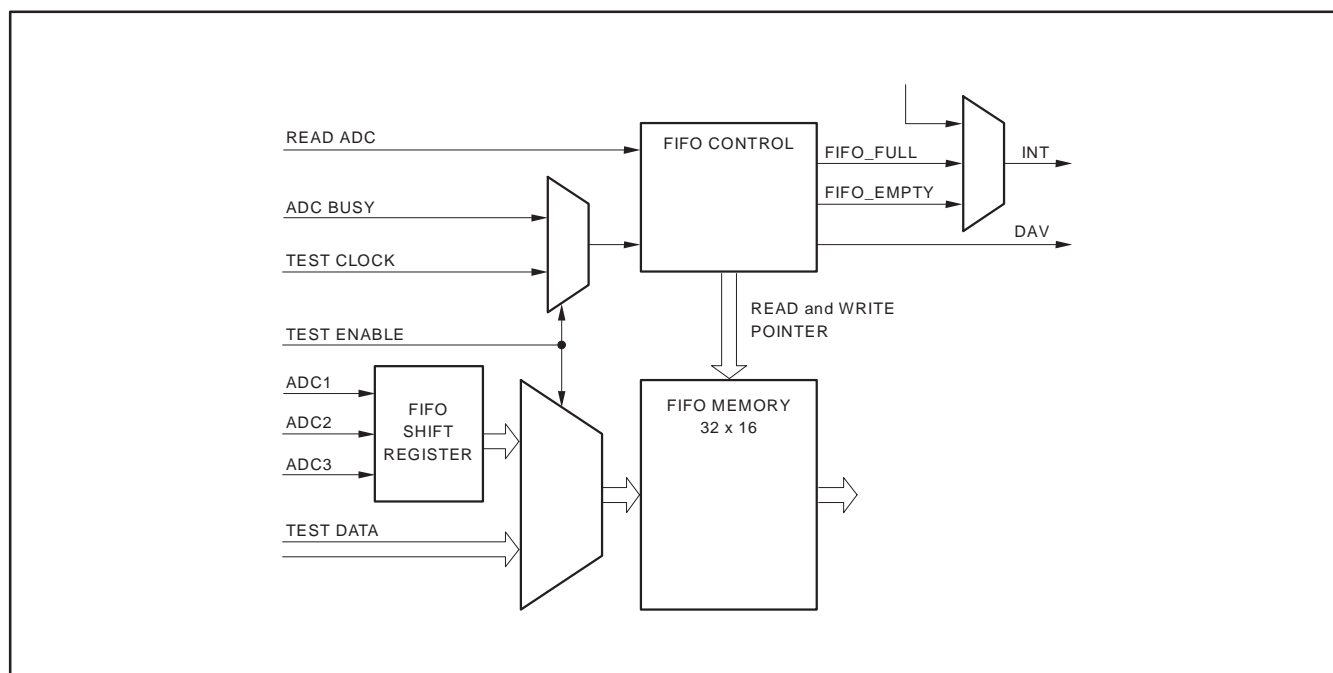 READ ADC
FIFO CONTROL
FIFO_FULL
INT
ADC BUSY
FIFO_EMPTY
DAV
TEST CLOCK
READ and WRITE
POINTER
TEST ENABLE
ADC1
ADC2
ADC3
FIFO
SHIFT
REGISTER
FIFO MEMORY
32 x 16
TEST DATA